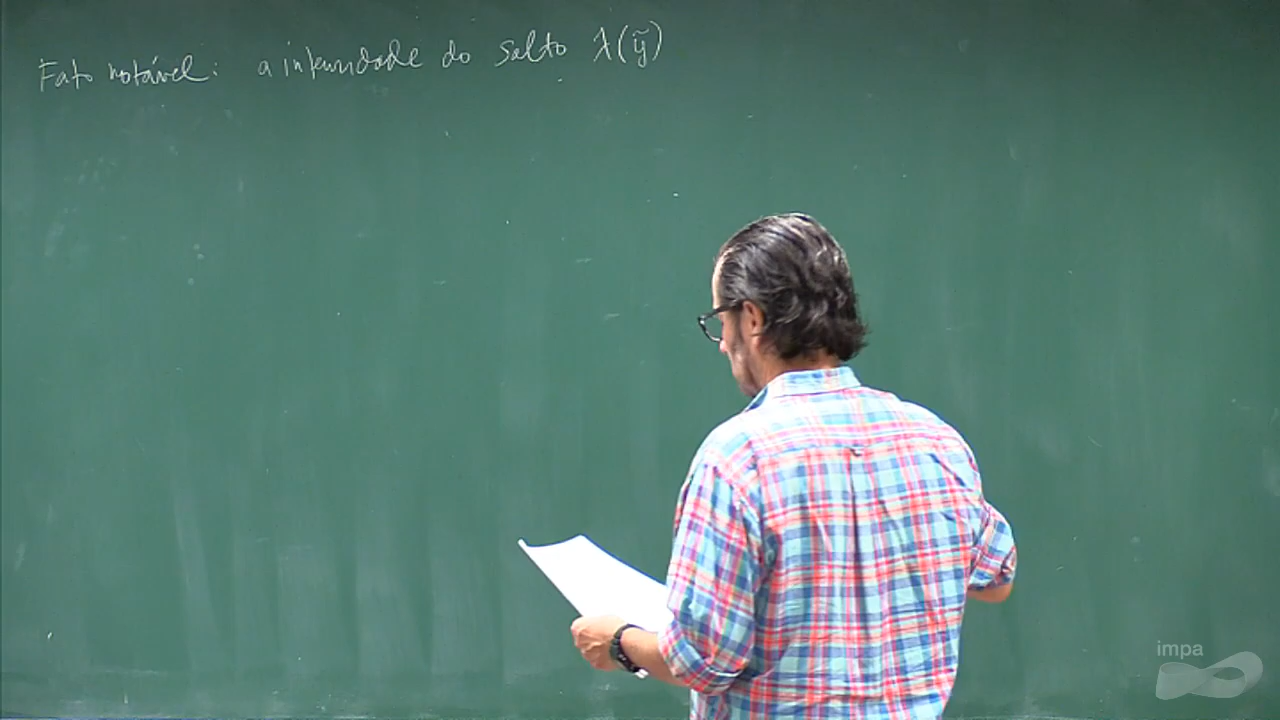 Fato notável: a intensidade do salto λ(ỹ)
impa